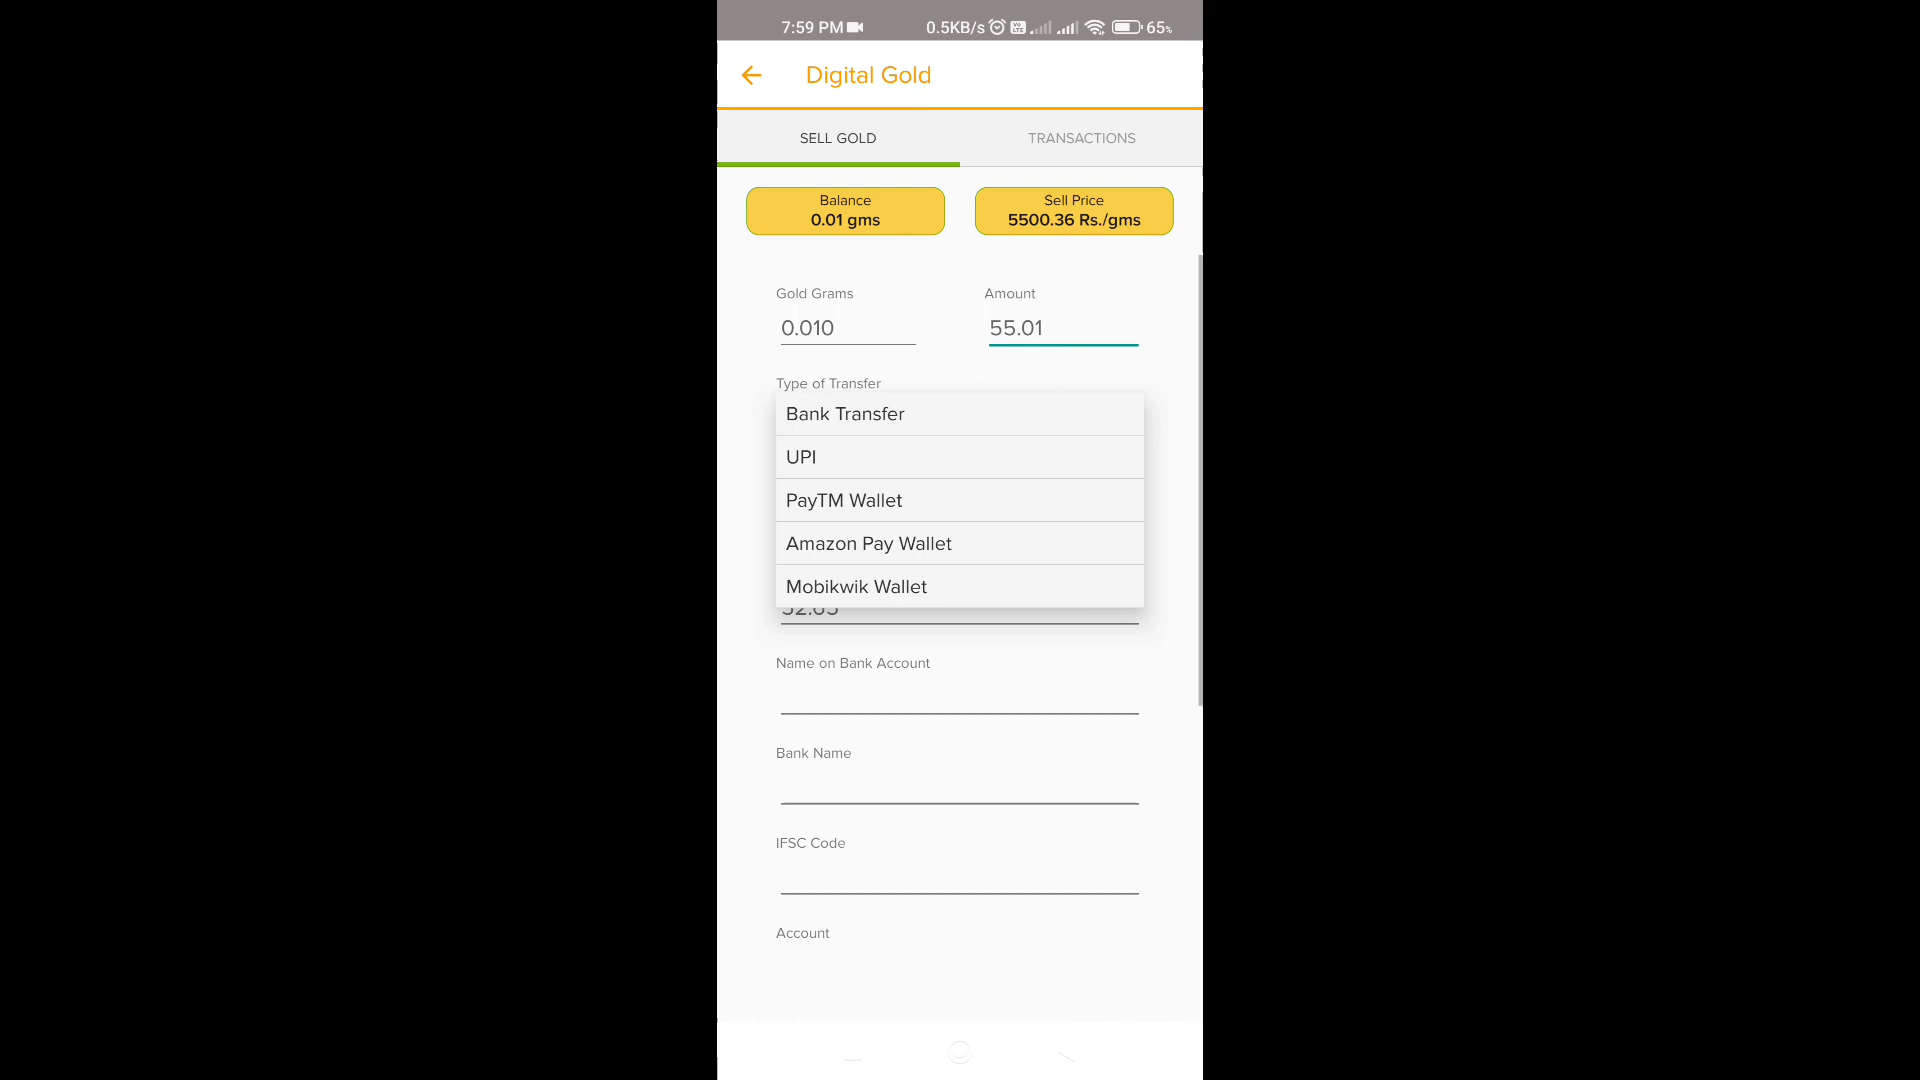 7:59 PM
0.5KB/s
65%
Digital Gold
SELL GOLD
TRANSACTIONS
Balance
0.01 gms
Sell Price
5500.36 Rs./gms
Gold Grams
Amount
0.010
55.01
Type of Transfer
Bank Transfer
UPI
PayTM Wallet
Amazon Pay Wallet
Mobikwik Wallet
Name on Bank Account
Bank Name
IFSC Code
Account